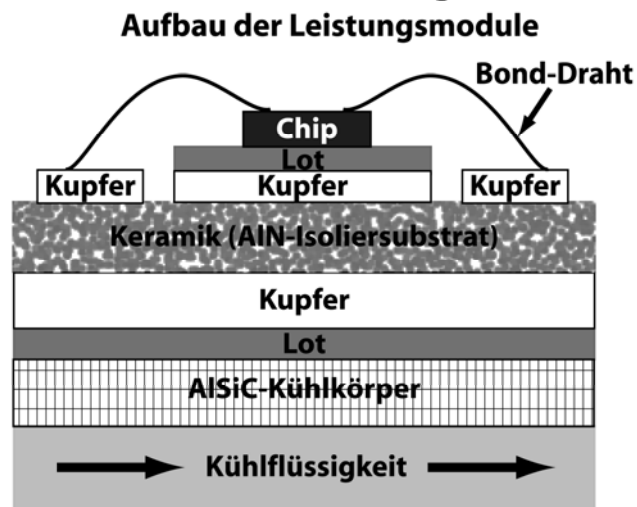 Aufbau der Leistungsmodule
Bond-Draht
Chip
Lot
Kupfer
Kupfer
Kupfer
Keramik (AlN-Isoliersubstrat)
Kupfer
Lot
AlSiC-Kühlkörper
Kühlflüssigkeit